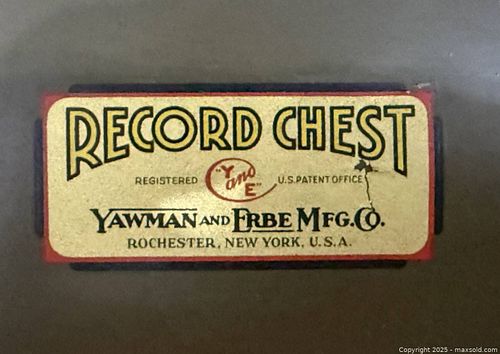 RECORD CHEST
REGISTERED "Y and E" U.S. PATENT OFFICE
YAWMAN AND ERBE MFG. CO.
ROCHESTER, NEW YORK, U.S.A.
Copyright 2025 - maxsold.com